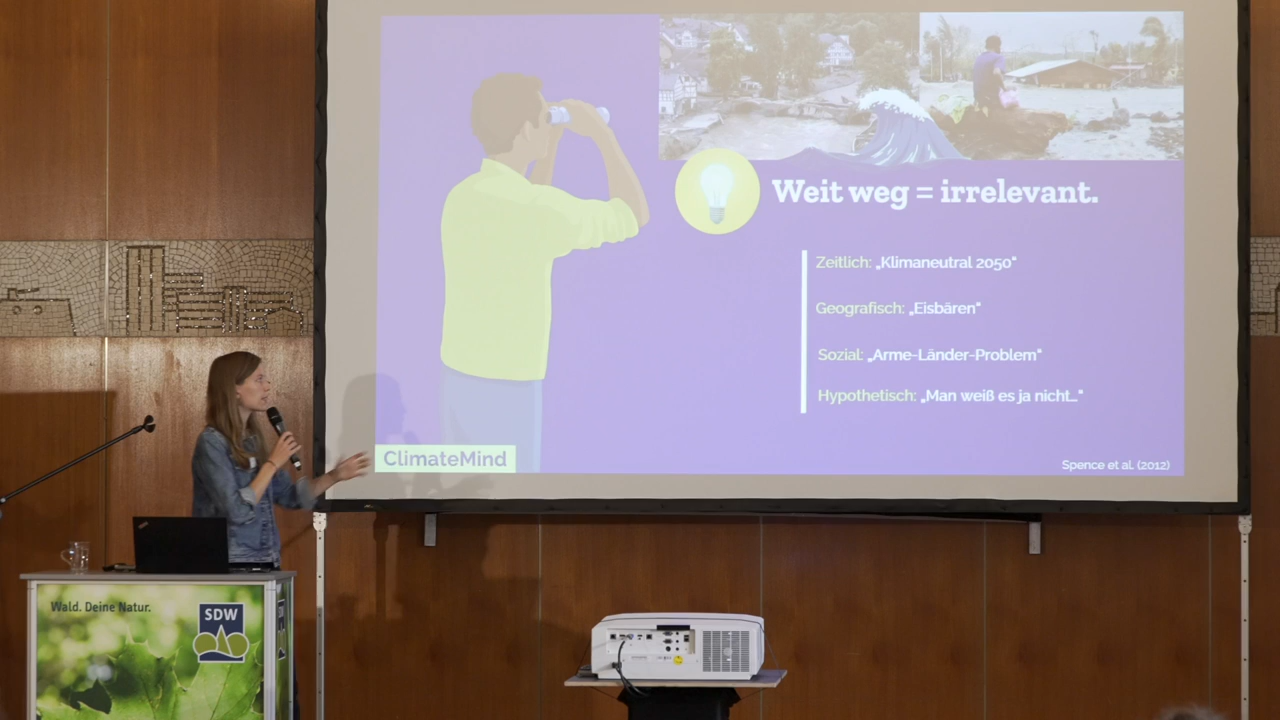 Weit weg = irrelevant.
Zeitlich: „Klimaneutral 2050“
Geografisch: „Eisbären“
Sozial: „Arme-Länder-Problem“
Hypothetisch: „Man weiß es ja nicht...“
ClimateMind
Spence et al. (2012)
Wald. Deine Natur.
SDW